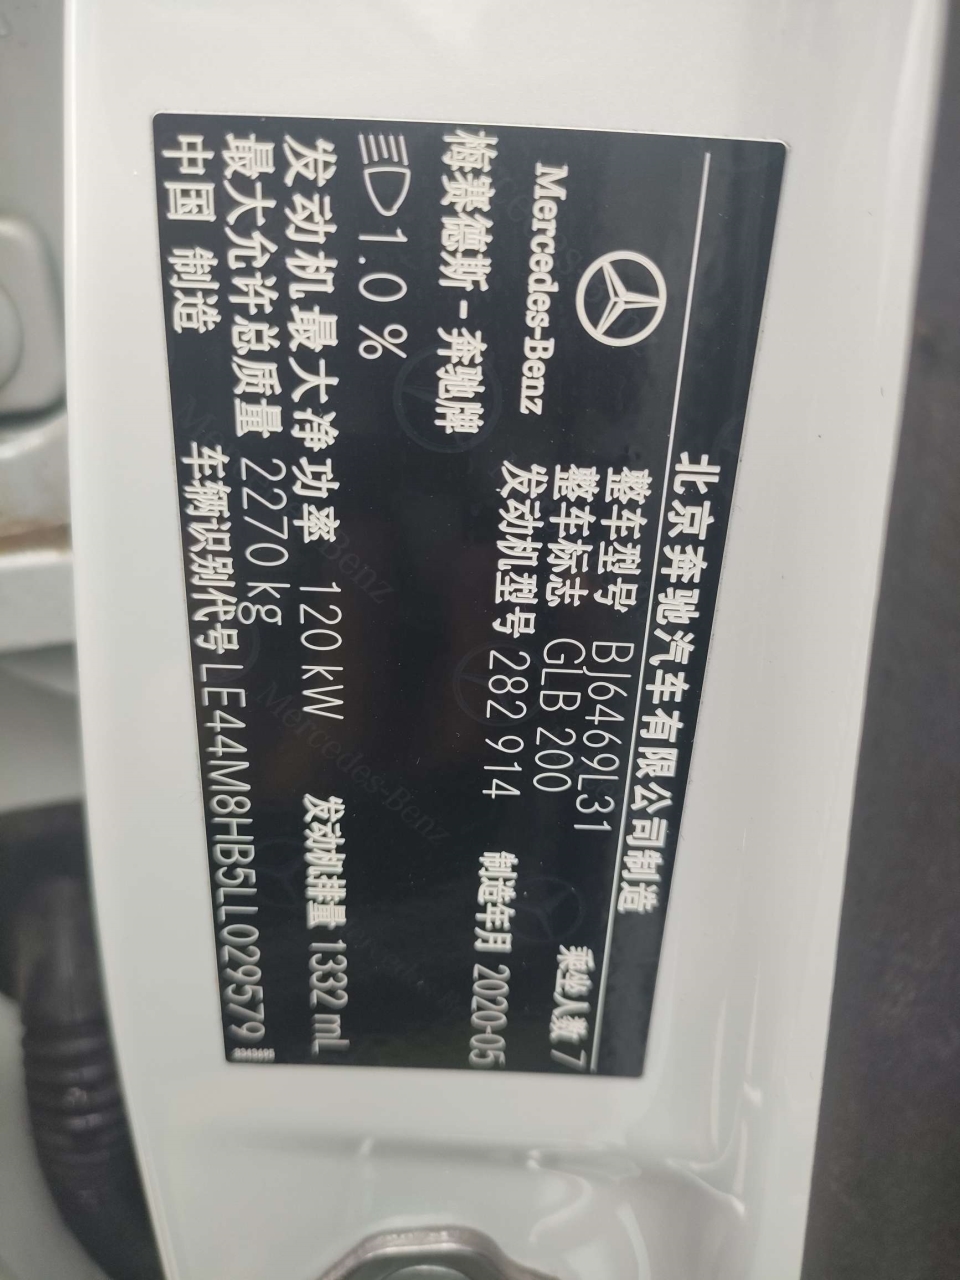 北京奔驰汽车有限公司制造
Mercedes-Benz
整车型号 BJ6469L31
整车标志 GLB 200
乘坐人数 7
梅赛德斯-奔驰牌
发动机型号 282 914
制造年月 2020-05
1.0 %
发动机最大净功率 120 kW
发动机排量 1332 mL
最大允许总质量 2270 kg
中国 制造
车辆识别代号 LE44M8HB5LL029579